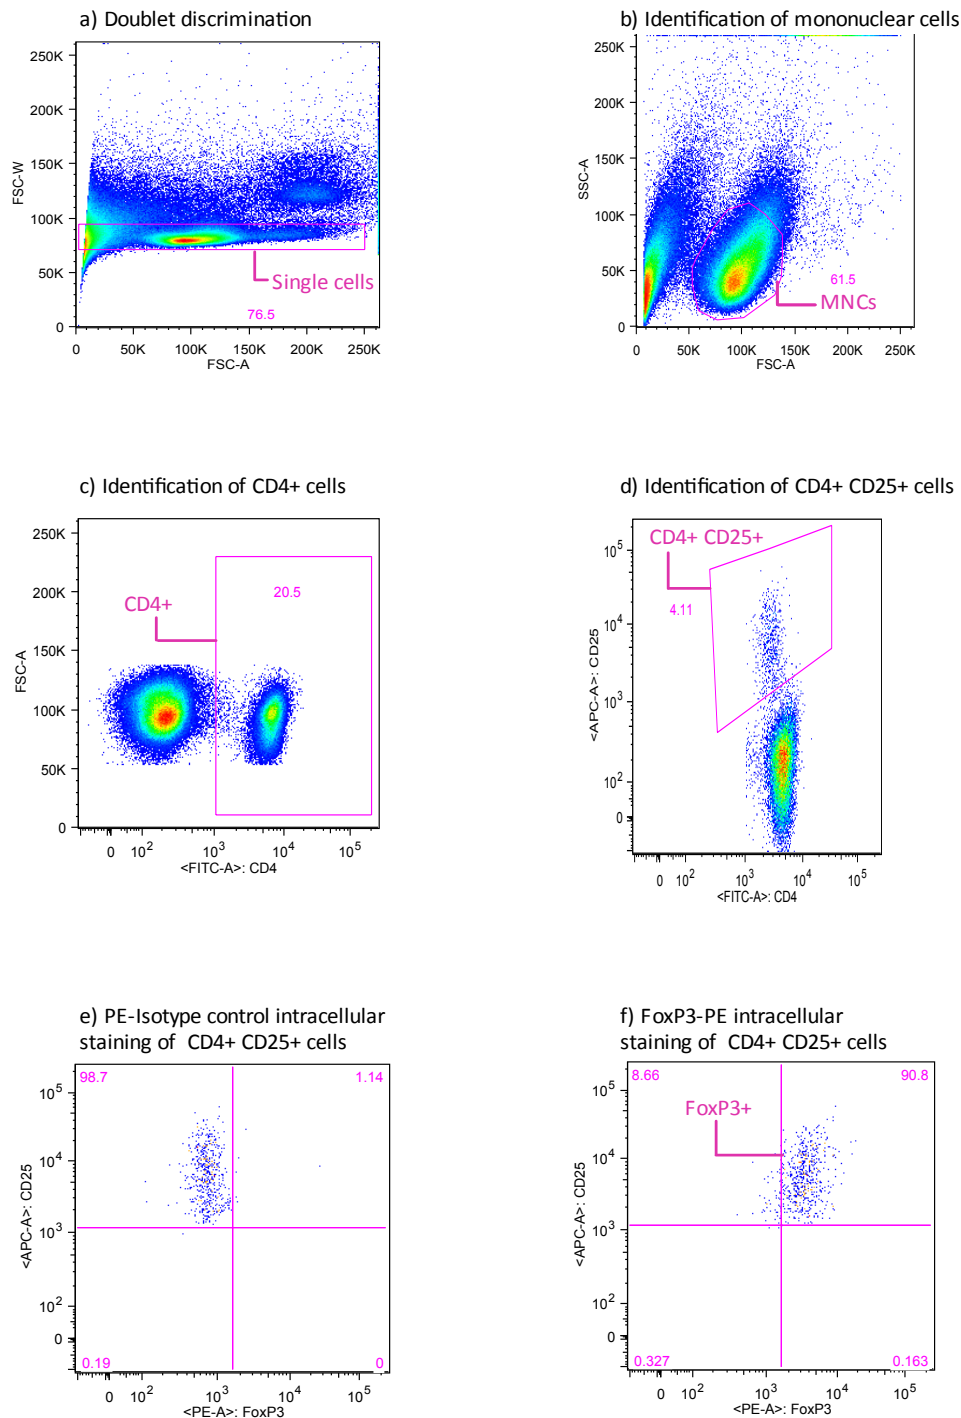 a) Doublet discrimination
250K
200K
150K
100K
50K
0
FSC-W
Single cells
76.5
0 50K 100K 150K 200K 250K
FSC-A
b) Identification of mononuclear cells
250K
200K
150K
100K
50K
0
SSC-A
61.5
MNCs
0 50K 100K 150K 200K 250K
FSC-A
c) Identification of CD4+ cells
250K
200K
150K
100K
50K
0
FSC-A
20.5
CD4+
0 10^2 10^3 10^4 10^5
<FITC-A>: CD4
d) Identification of CD4+ CD25+ cells
10^5
10^4
10^3
10^2
0
<APC-A>: CD25
CD4+ CD25+
4.11
0 10^2 10^3 10^4 10^5
<FITC-A>: CD4
e) PE-Isotype control intracellular
staining of CD4+ CD25+ cells
98.7 1.14
10^5
10^4
10^3
10^2
0
<APC-A>: CD25
0.19 0
0 10^2 10^3 10^4 10^5
<PE-A>: FoxP3
f) FoxP3-PE intracellular
staining of CD4+ CD25+ cells
8.66 90.8
FoxP3+
10^5
10^4
10^3
10^2
0
<APC-A>: CD25
0.327 0.163
0 10^2 10^3 10^4 10^5
<PE-A>: FoxP3